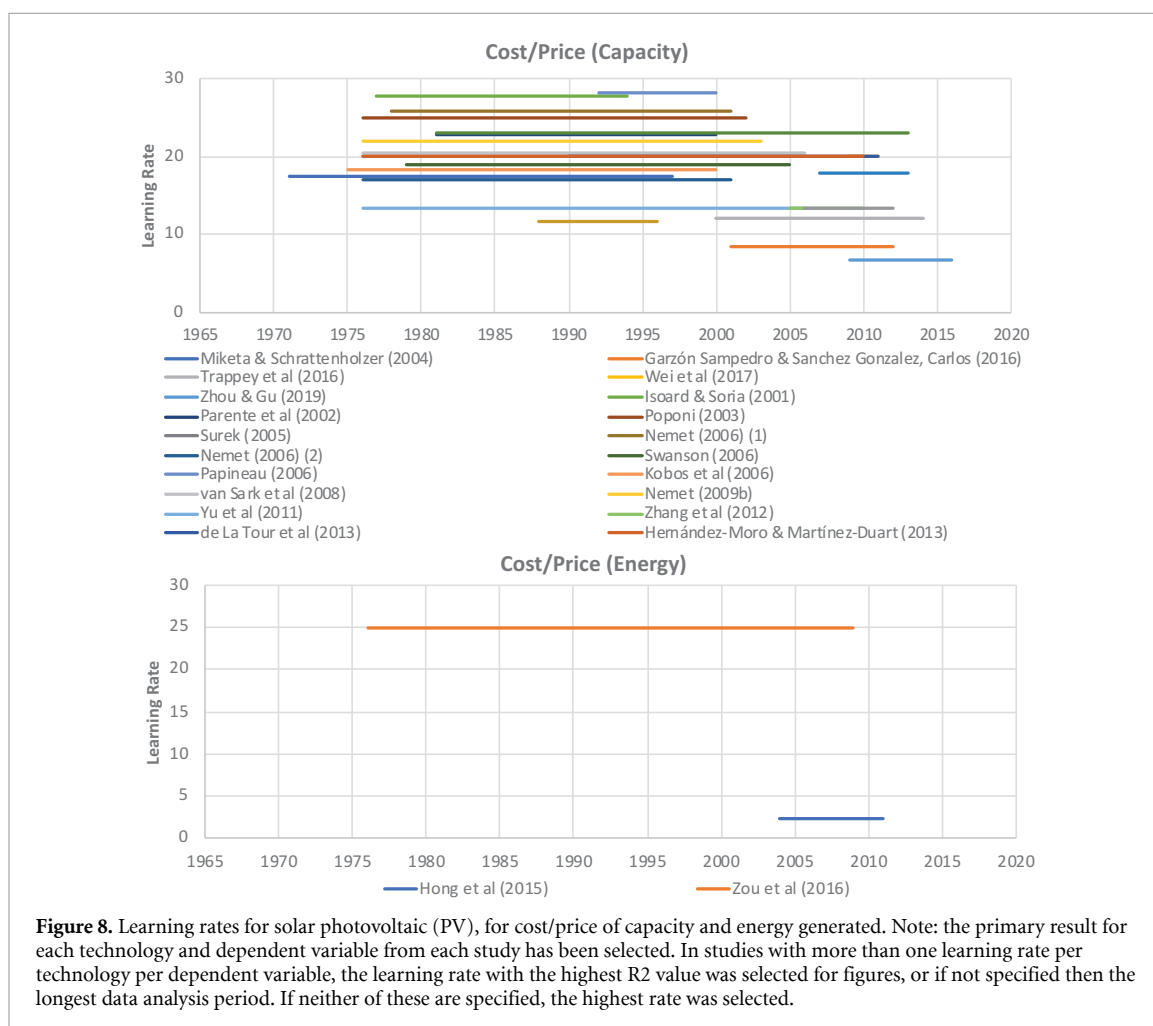 Cost/Price (Capacity)
30
20
10
0
Learning Rate
1965 1970 1975 1980 1985 1990 1995 2000 2005 2010 2015 2020
Miketa & Schrattenholzer (2004) Garzón Sampedro & Sanchez Gonzalez, Carlos (2016)
Trappey et al (2016) Wei et al (2017)
Zhou & Gu (2019) Isoard & Soria (2001)
Parente et al (2002) Poponi (2003)
Surek (2005) Nemet (2006) (1)
Nemet (2006) (2) Swanson (2006)
Papineau (2006) Kobos et al (2006)
van Sark et al (2008) Nemet (2009b)
Yu et al (2011) Zhang et al (2012)
de La Tour et al (2013) Hernández-Moro & Martínez-Duart (2013)
Cost/Price (Energy)
30
25
20
15
10
5
0
Learning Rate
1965 1970 1975 1980 1985 1990 1995 2000 2005 2010 2015 2020
Hong et al (2015) Zou et al (2016)
Figure 8. Learning rates for solar photovoltaic (PV), for cost/price of capacity and energy generated. Note: the primary result for
each technology and dependent variable from each study has been selected. In studies with more than one learning rate per
technology per dependent variable, the learning rate with the highest R2 value was selected for figures, or if not specified then the
longest data analysis period. If neither of these are specified, the highest rate was selected.